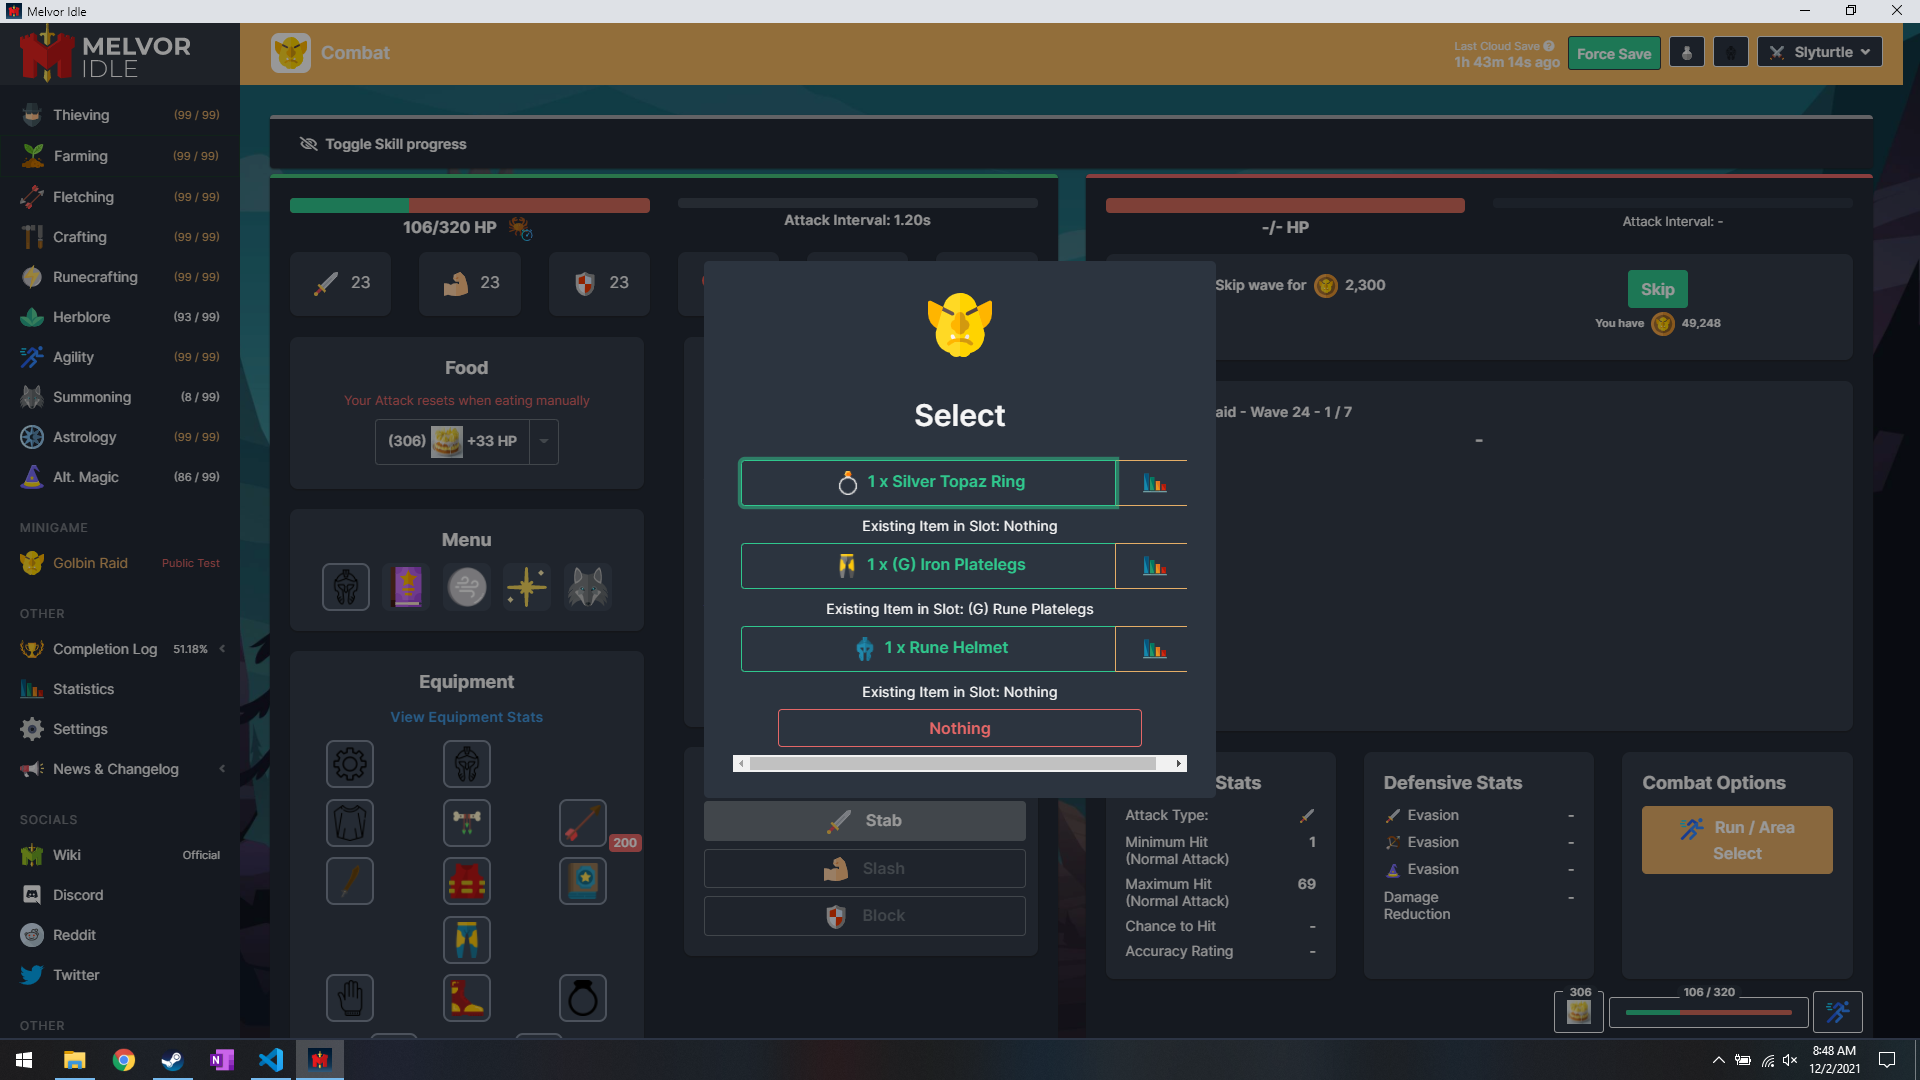 Melvor Idle
MELVOR
IDLE
Thieving (99 / 99)
Farming (99 / 99)
Fletching (99 / 99)
Crafting (99 / 99)
Runecrafting (99 / 99)
Herblore (93 / 99)
Agility (99 / 99)
Summoning (8 / 99)
Astrology (99 / 99)
Alt. Magic (86 / 99)
MINIGAME
Golbin Raid Public Test
OTHER
Completion Log 51.18%
Statistics
Settings
News & Changelog
SOCIALS
Wiki Official
Discord
Reddit
Twitter
OTHER
Combat
Last Cloud Save
1h 43m 14s ago
Force Save
Slyturtle
Toggle Skill progress
106/320 HP
Attack Interval: 1.20s
23
23
23
Food
Your Attack resets when eating manually
(306) +33 HP
Menu
Equipment
View Equipment Stats
200
Select
1 x Silver Topaz Ring
Existing Item in Slot: Nothing
1 x (G) Iron Platelegs
Existing Item in Slot: (G) Rune Platelegs
1 x Rune Helmet
Existing Item in Slot: Nothing
Nothing
Stab
Slash
Block
-/- HP
Attack Interval: -
Skip wave for 2,300
Skip
You have 49,248
aid - Wave 24 - 1 / 7
-
Stats
Attack Type:
Minimum Hit
(Normal Attack) 1
Maximum Hit
(Normal Attack) 69
Chance to Hit -
Accuracy Rating -
Defensive Stats
Evasion -
Evasion -
Evasion -
Damage
Reduction -
Combat Options
Run / Area
Select
306
106 / 320
8:48 AM
12/2/2021